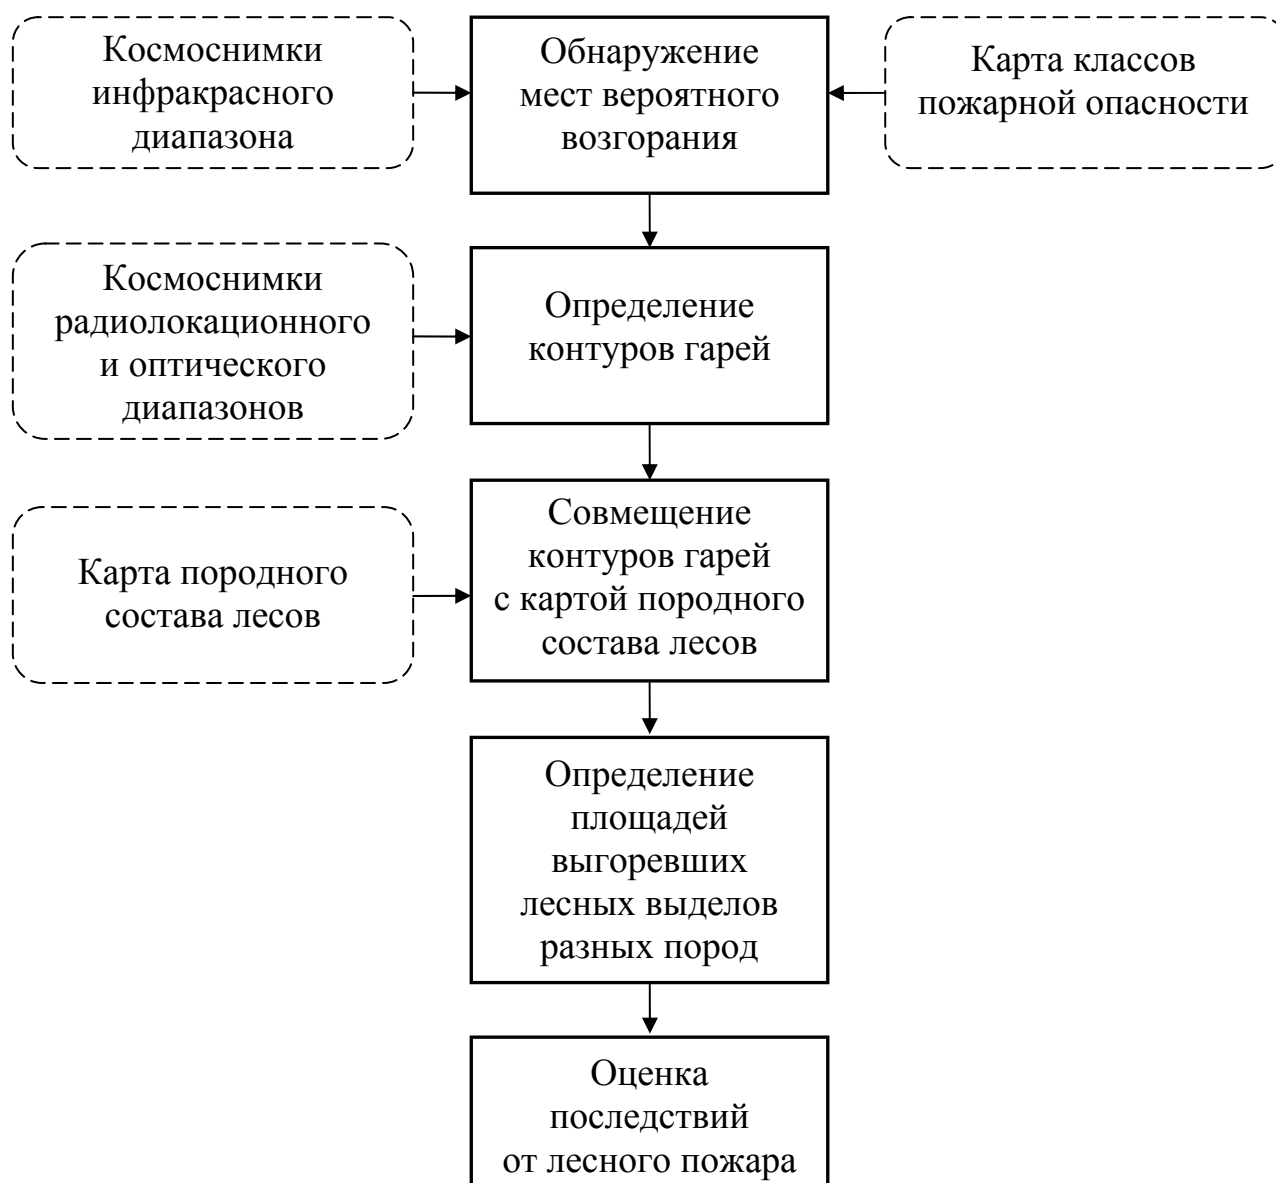 Космоснимки
инфракрасного
диапазона
Обнаружение
мест вероятного
возгорания
Карта классов
пожарной опасности
Космоснимки
радиолокационного
и оптического
диапазонов
Определение
контуров гарей
Карта породного
состава лесов
Совмещение
контуров гарей
с картой породного
состава лесов
Определение
площадей
выгоревших
лесных выделов
разных пород
Оценка
последствий
от лесного пожара